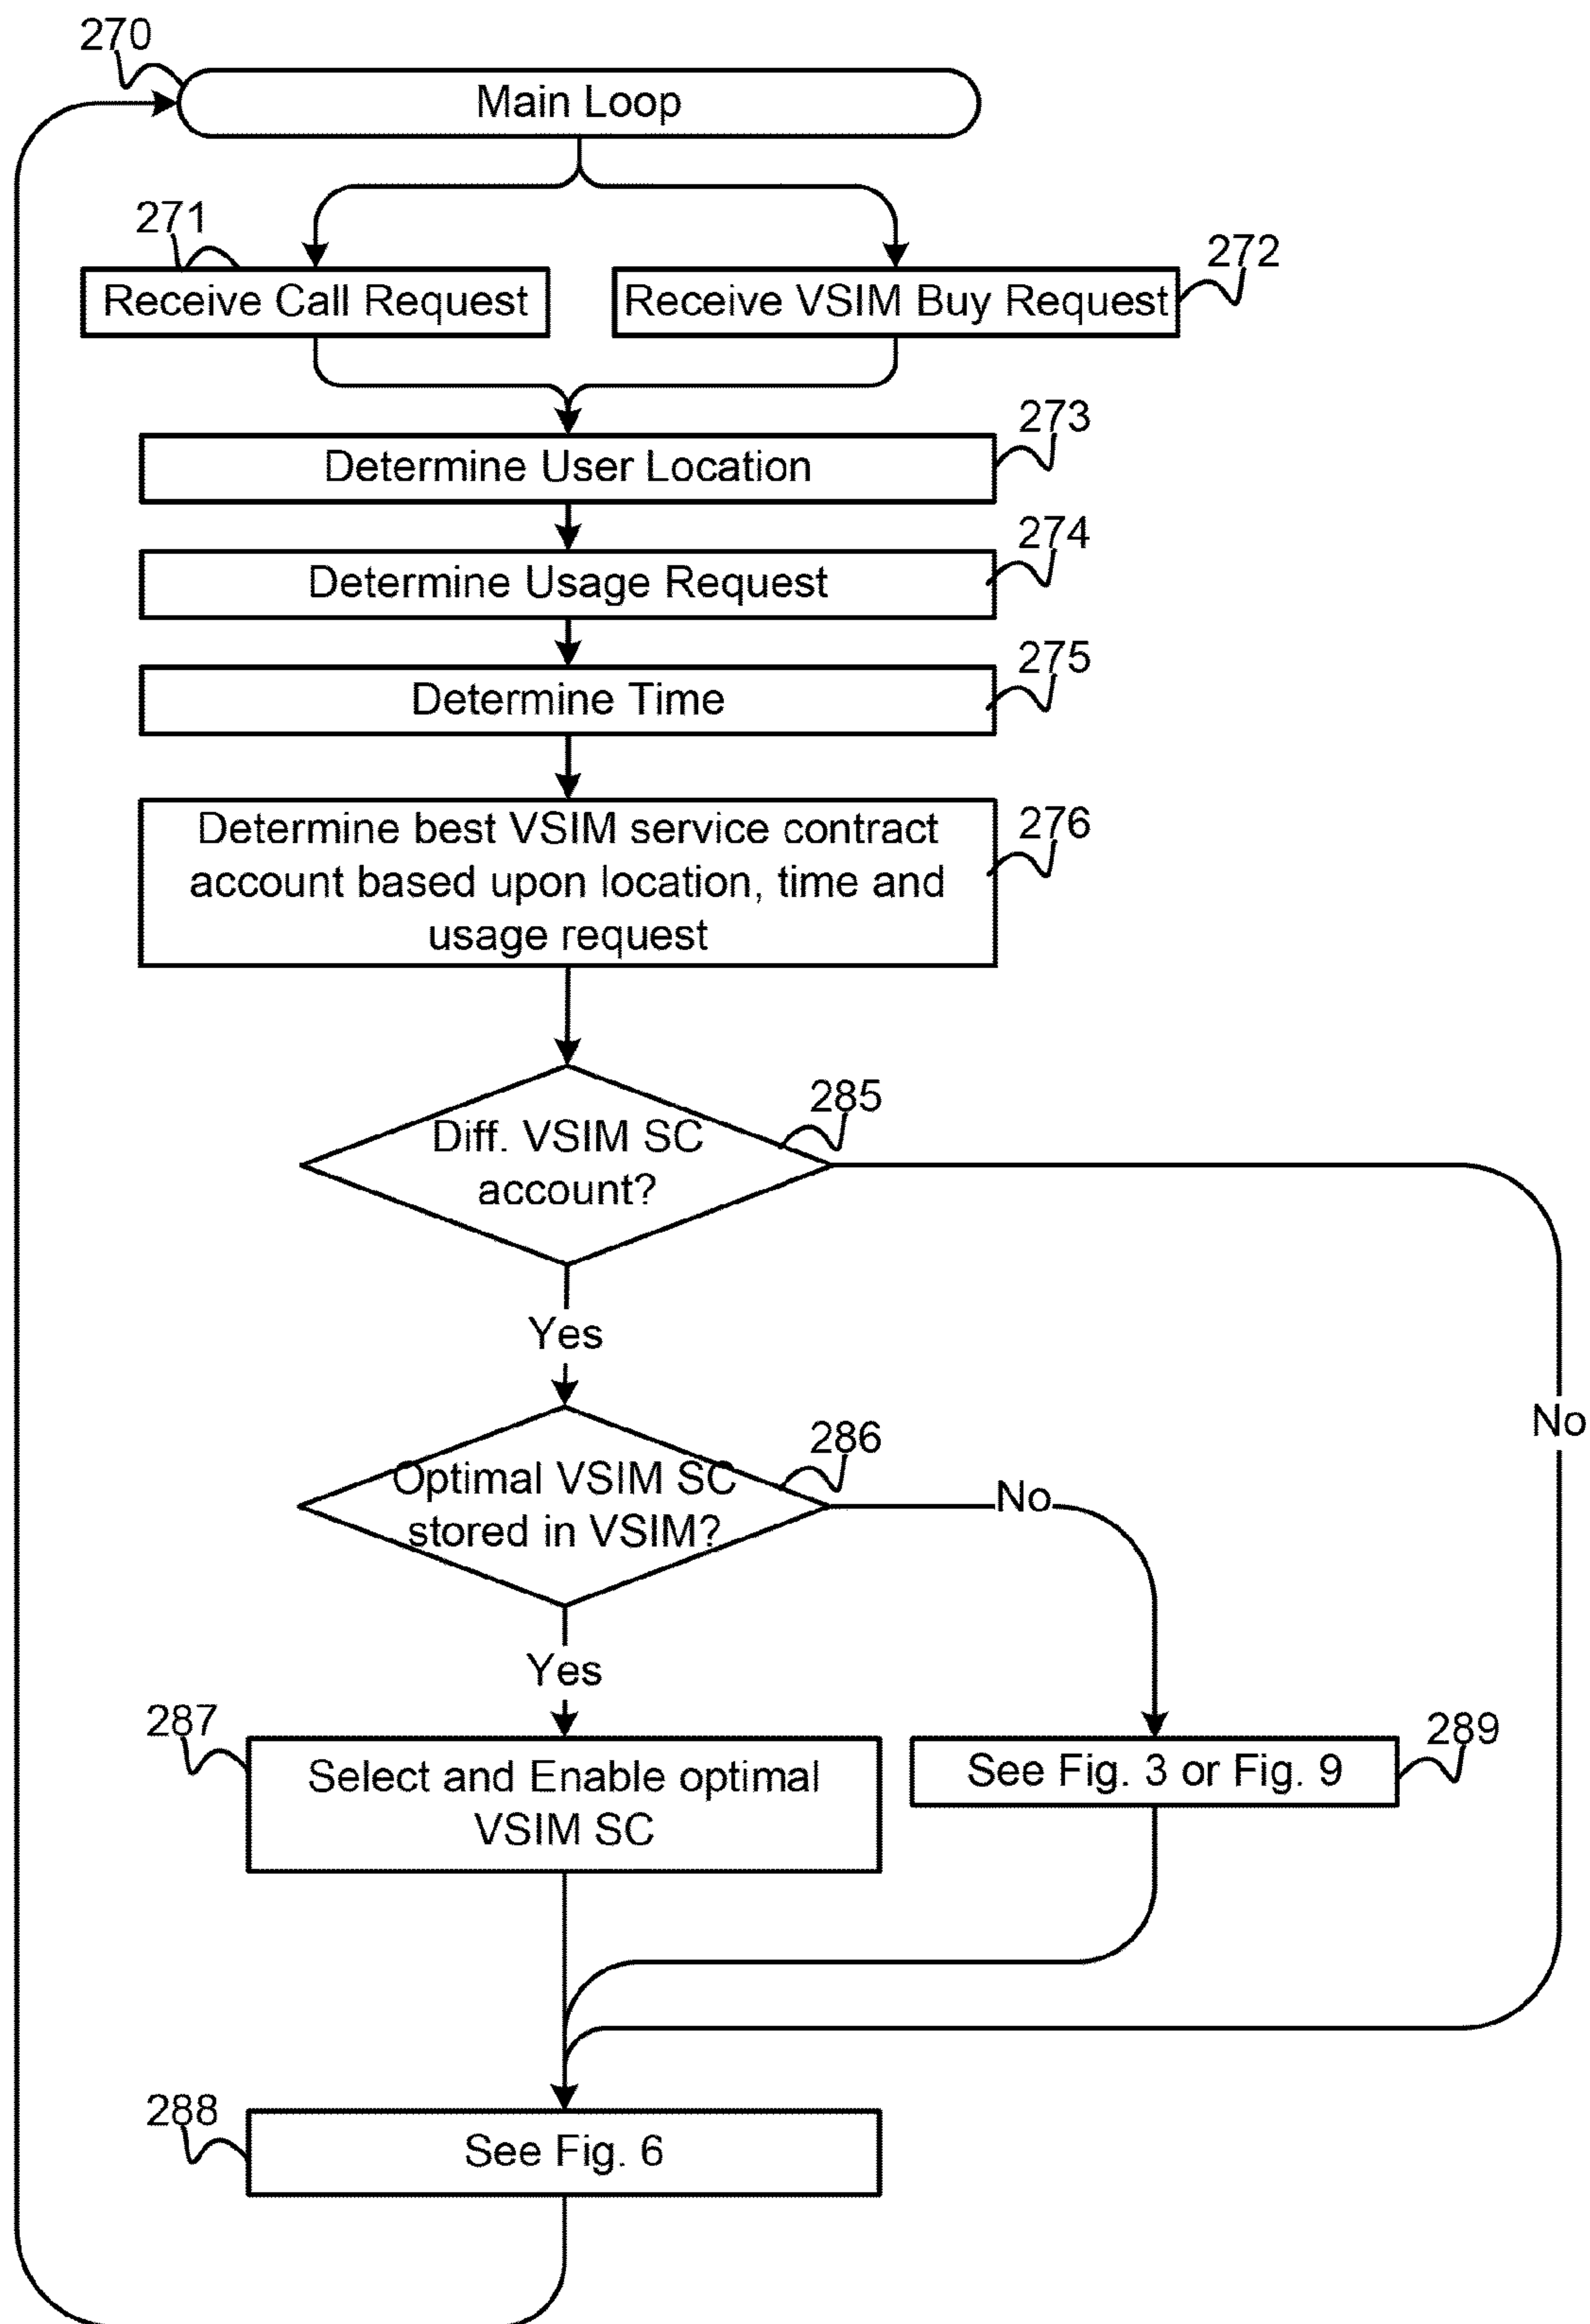 270
Main Loop
271
Receive Call Request
Receive VSIM Buy Request
272
273
Determine User Location
274
Determine Usage Request
275
Determine Time
276
Determine best VSIM service contract
account based upon location, time and
usage request
285
Diff. VSIM SC
account?
Yes
No
286
Optimal VSIM SC
stored in VSIM?
No
Yes
287
Select and Enable optimal
VSIM SC
289
See Fig. 3 or Fig. 9
288
See Fig. 6